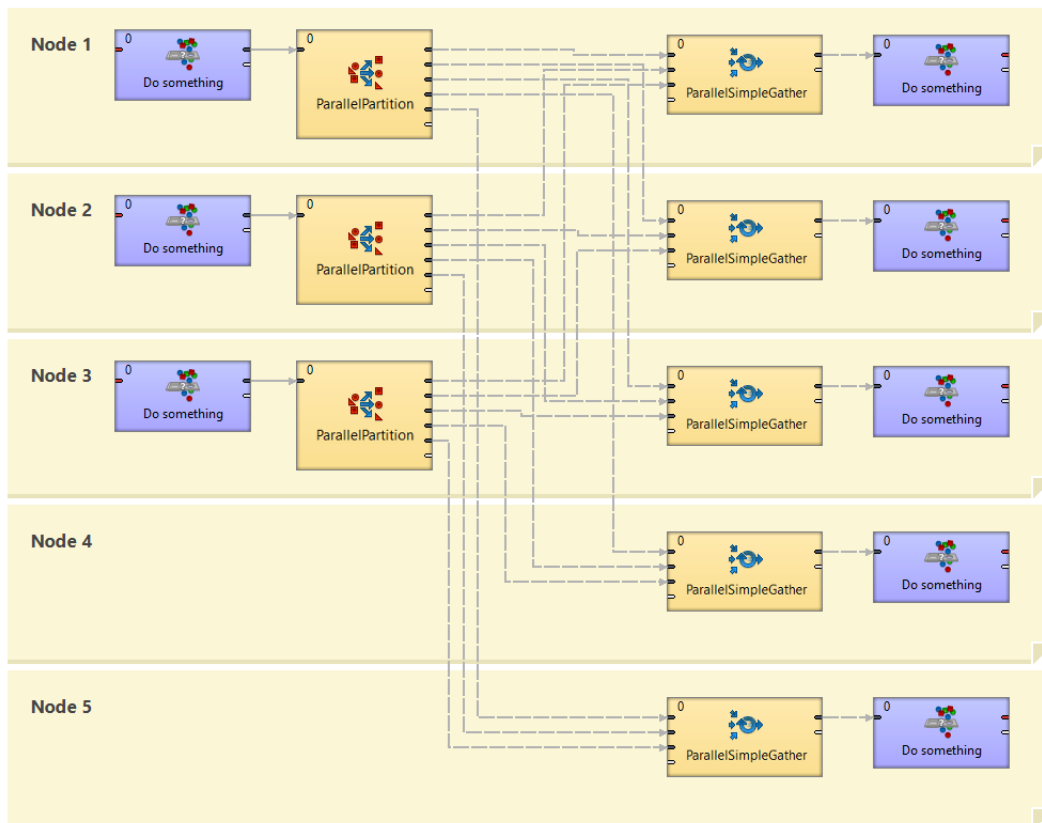 Node 1
0
Do something
0
ParallelPartition
0
ParallelSimpleGather
0
Do something
Node 2
0
Do something
0
ParallelPartition
0
ParallelSimpleGather
0
Do something
Node 3
0
Do something
0
ParallelPartition
0
ParallelSimpleGather
0
Do something
Node 4
0
ParallelSimpleGather
0
Do something
Node 5
0
ParallelSimpleGather
0
Do something